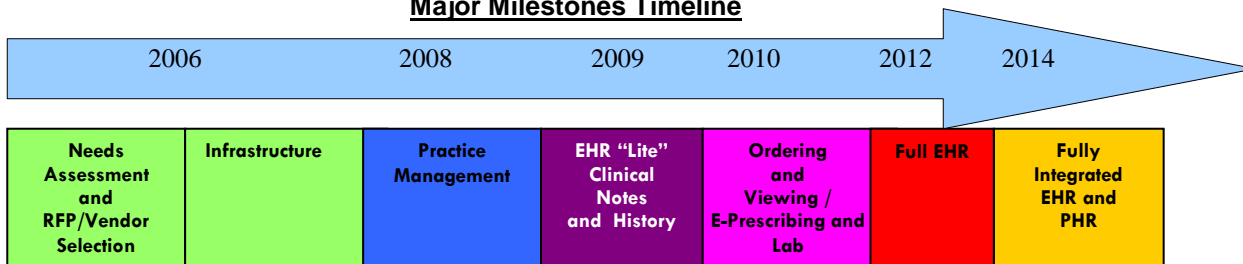 Major Milestones Timeline
2006 2008 2009 2010 2012 2014
Needs
Assessment
and
RFP/Vendor
Selection
Infrastructure
Practice
Management
EHR “Lite”
Clinical
Notes
and History
Ordering
and
Viewing /
E-Prescribing and
Lab
Full EHR
Fully
Integrated
EHR and
PHR